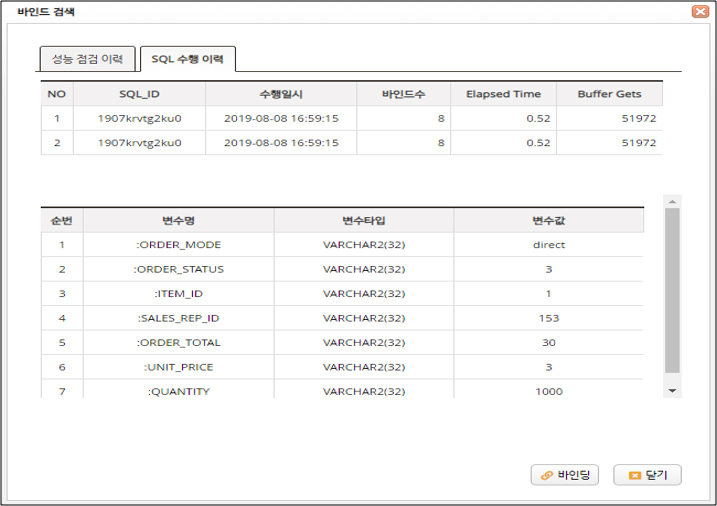 바인드 검색
성능 점검 이력 SQL 수행 이력
NO SQL_ID 수행일시 바인드수 Elapsed Time Buffer Gets
1 1907krvtg2ku0 2019-08-08 16:59:15 8 0.52 51972
2 1907krvtg2ku0 2019-08-08 16:59:15 8 0.52 51972
순번 변수명 변수타입 변수값
1 :ORDER_MODE VARCHAR2(32) direct
2 :ORDER_STATUS VARCHAR2(32) 3
3 :ITEM_ID VARCHAR2(32) 1
4 :SALES_REP_ID VARCHAR2(32) 153
5 :ORDER_TOTAL VARCHAR2(32) 30
6 :UNIT_PRICE VARCHAR2(32) 3
7 :QUANTITY VARCHAR2(32) 1000
바인딩 닫기